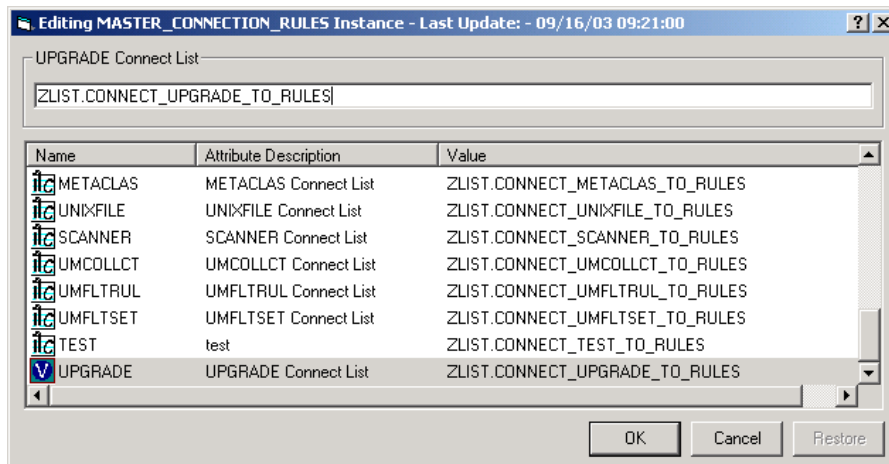 Editing MASTER_CONNECTION_RULES Instance - Last Update: - 09/16/03 09:21:00
UPGRADE Connect List
ZLIST.CONNECT_UPGRADE_TO_RULES
Name Attribute Description Value
METACLAS METACLAS Connect List ZLIST.CONNECT_METACLAS_TO_RULES
UNIXFILE UNIXFILE Connect List ZLIST.CONNECT_UNIXFILE_TO_RULES
SCANNER SCANNER Connect List ZLIST.CONNECT_SCANNER_TO_RULES
UMCOLLCT UMCOLLCT Connect List ZLIST.CONNECT_UMCOLLCT_TO_RULES
UMFLTRUL UMFLTRUL Connect List ZLIST.CONNECT_UMFLTRUL_TO_RULES
UMFLTSET UMFLTSET Connect List ZLIST.CONNECT_UMFLTSET_TO_RULES
TEST test ZLIST.CONNECT_TEST_TO_RULES
V UPGRADE UPGRADE Connect List ZLIST.CONNECT_UPGRADE_TO_RULES
OK Cancel Restore